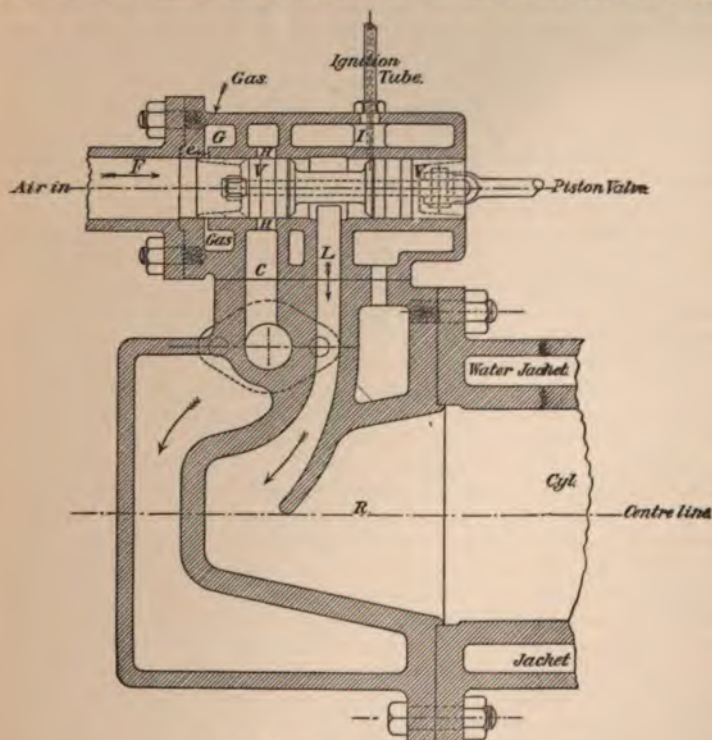 Ignition
Tube.
Gas.
G
I
e
H
F
V
V
Air in
Piston Valve
H
Gas
L
C
Water Jacket.
Cyl.
R
Centre line
Jacket